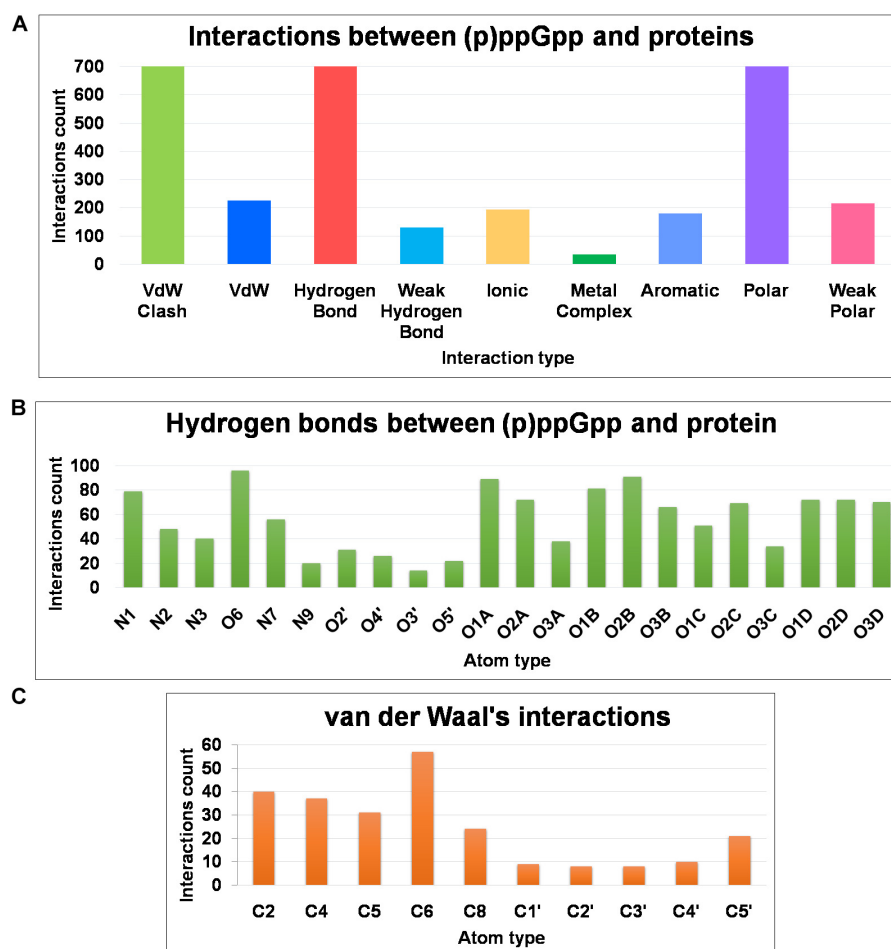 A
Interactions between (p)ppGpp and proteins
Interactions count
700
600
500
400
300
200
100
0
VdW Clash
VdW
Hydrogen Bond
Weak Hydrogen Bond
Ionic
Metal Complex
Aromatic
Polar
Weak Polar
Interaction type
B
Hydrogen bonds between (p)ppGpp and protein
Interactions count
100
80
60
40
20
0
N1 N2 N3 O6 N7 N9 O2' O4' O3' O5' O1A O2A O3A O1B O2B O3B O1C O2C O3C O1D O2D O3D
Atom type
C
van der Waal's interactions
Interactions count
60
50
40
30
20
10
0
C2 C4 C5 C6 C8 C1' C2' C3' C4' C5'
Atom type